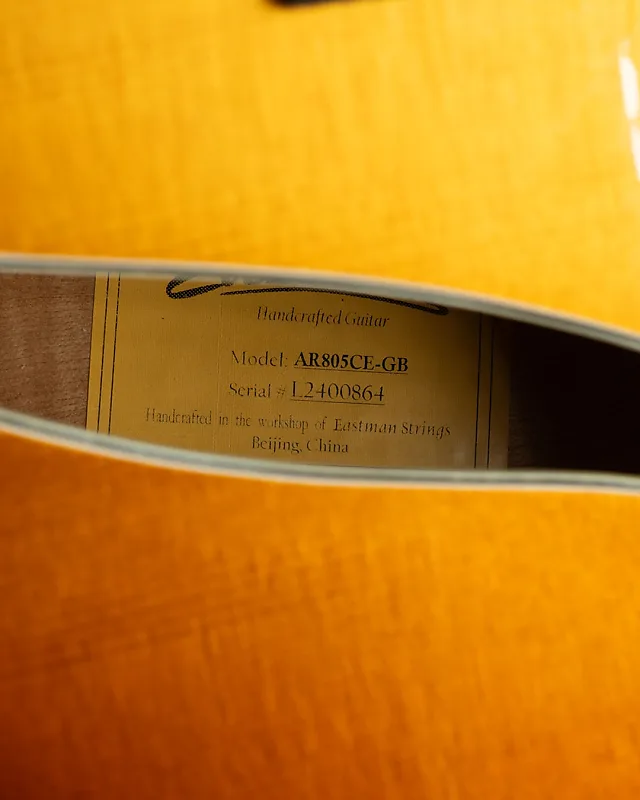 Handcrafted Guitar
Model: AR805CE-GB
Serial # L2400864
Handcrafted in the workshop of Eastman Strings
Beijing, China